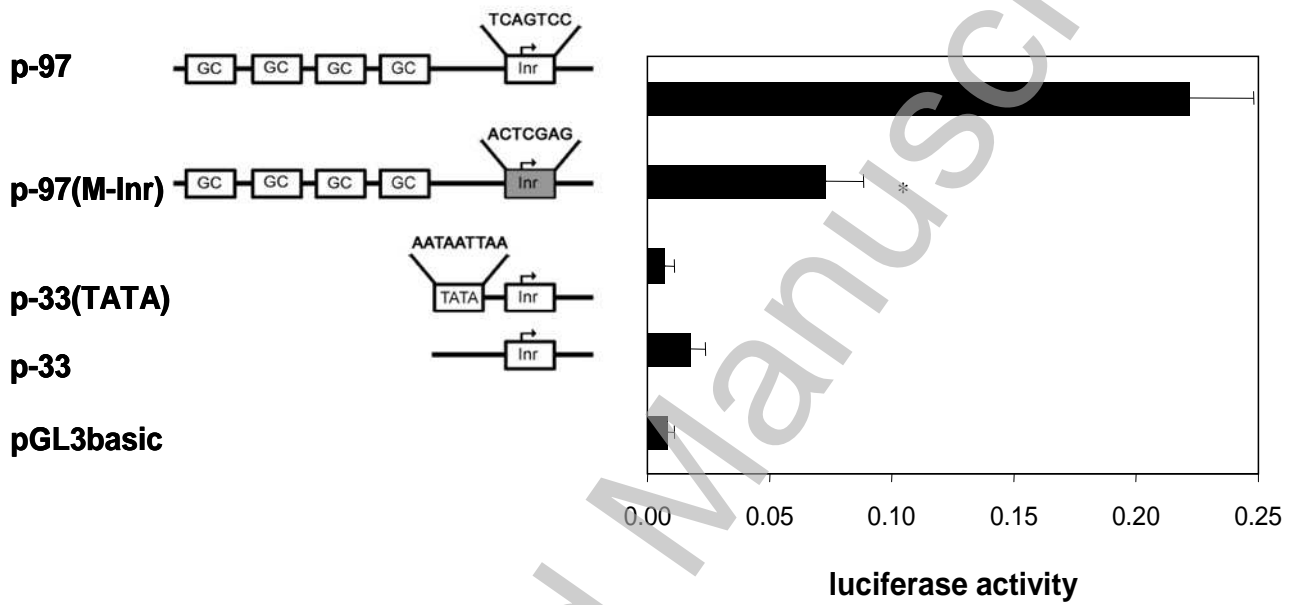 TCAGTCC
p-97
GC GC GC GC Inr
ACTCGAG
p-97(M-Inr)
GC GC GC GC Inr
AATAATTAA
p-33(TATA)
TATA Inr
p-33
Inr
pGL3basic
*
0.00 0.05 0.10 0.15 0.20 0.25
luciferase activity
d Manuscri